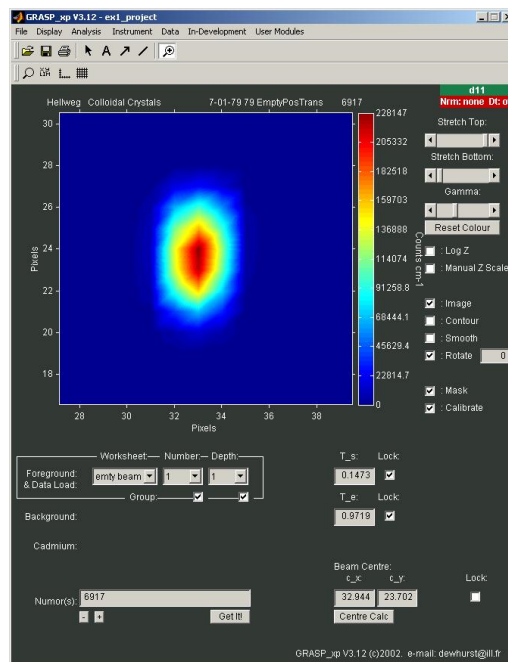 GRASP_xp V3.12 - ex1_project
File Display Analysis Instrument Data In-Development User Modules
d11
Hellweg Colloidal Crystals 7-01-79 79 EmptyPosTrans 6917
Nrm: none Dt: o
Stretch Top:
Stretch Bottom:
Gamma:
Reset Colour
: Log Z
: Manual Z Scale
: Image
: Contour
: Smooth
: Rotate 0
: Mask
: Calibrate
30
28
26
24
22
20
18
Pixels
28 30 32 34 36 38
Pixels
228147
205332
182518
159703
136888
114074
91258.8
68444.1
45629.4
22814.7
0
Counts cm-1
Worksheet: Number: Depth:
Foreground: & Data Load:
emty beam 1 1
Group:
Background:
Cadmium:
T_s: Lock:
0.1473
T_e: Lock:
0.9719
Beam Centre:
c_x: c_y: Lock:
32.944 23.702
Centre Calc
Numor(s): 6917
- + Get It!
GRASP_xp V3.12 (c)2002. e-mail: dewhurst@ill.fr